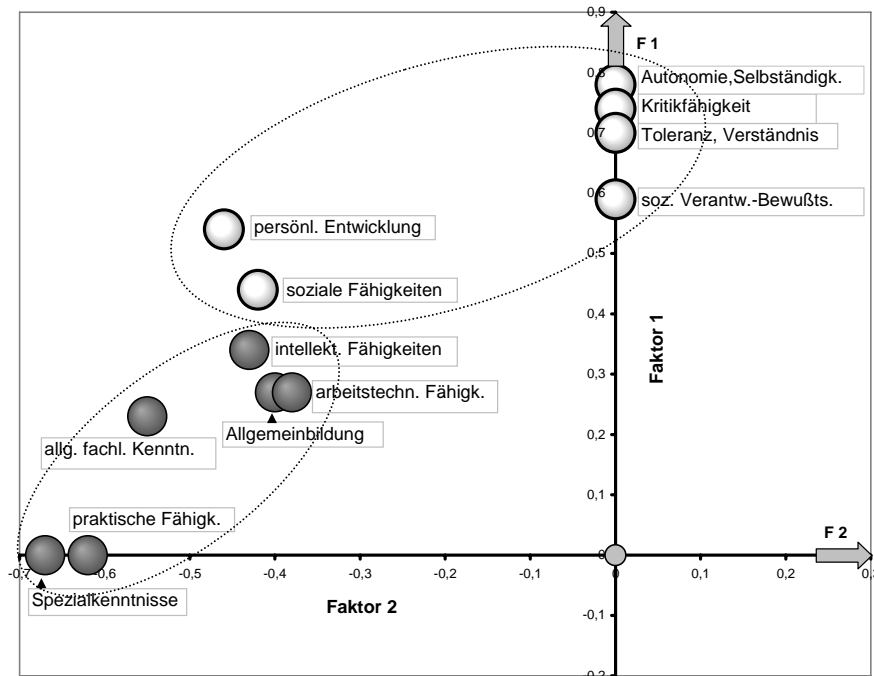 0,9
F 1
0,8
Autonomie,Selbständigk.
Kritikfähigkeit
0,7
Toleranz, Verständnis
0,6
soz. Verantw.-Bewußts.
persönl. Entwicklung
0,5
soziale Fähigkeiten
0,4
Faktor 1
intellekt. Fähigkeiten
0,3
arbeitstechn. Fähigk.
Allgemeinbildung
0,2
allg. fachl. Kenntn.
0,1
praktische Fähigk.
F 2
0
-0,7
-0,6
-0,5
-0,4
-0,3
-0,2
-0,1
0
0,1
0,2
Spezialkenntnisse
Faktor 2
-0,1
-0,2